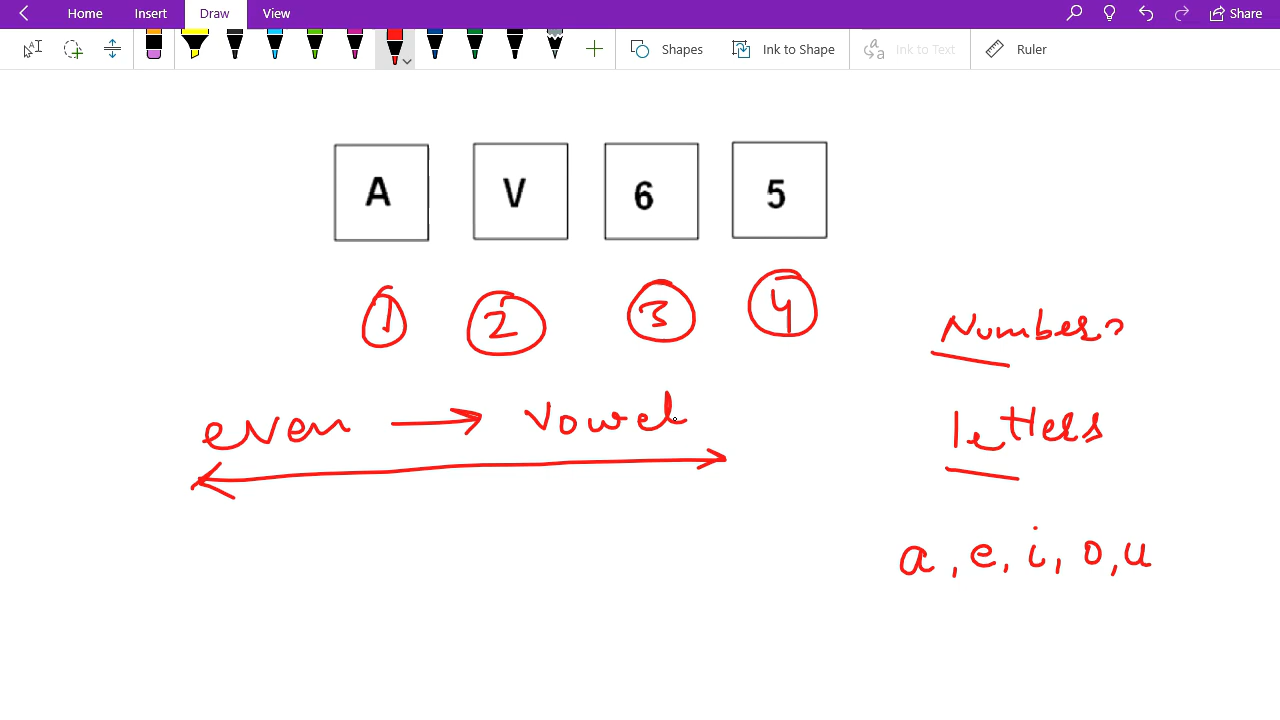 Home Insert Draw View Share
Shapes Ink to Shape Ink to Text Ruler
A V 6 5
1 2 3 4
Numbers
even → vowel
letters
a, e, i, o, u